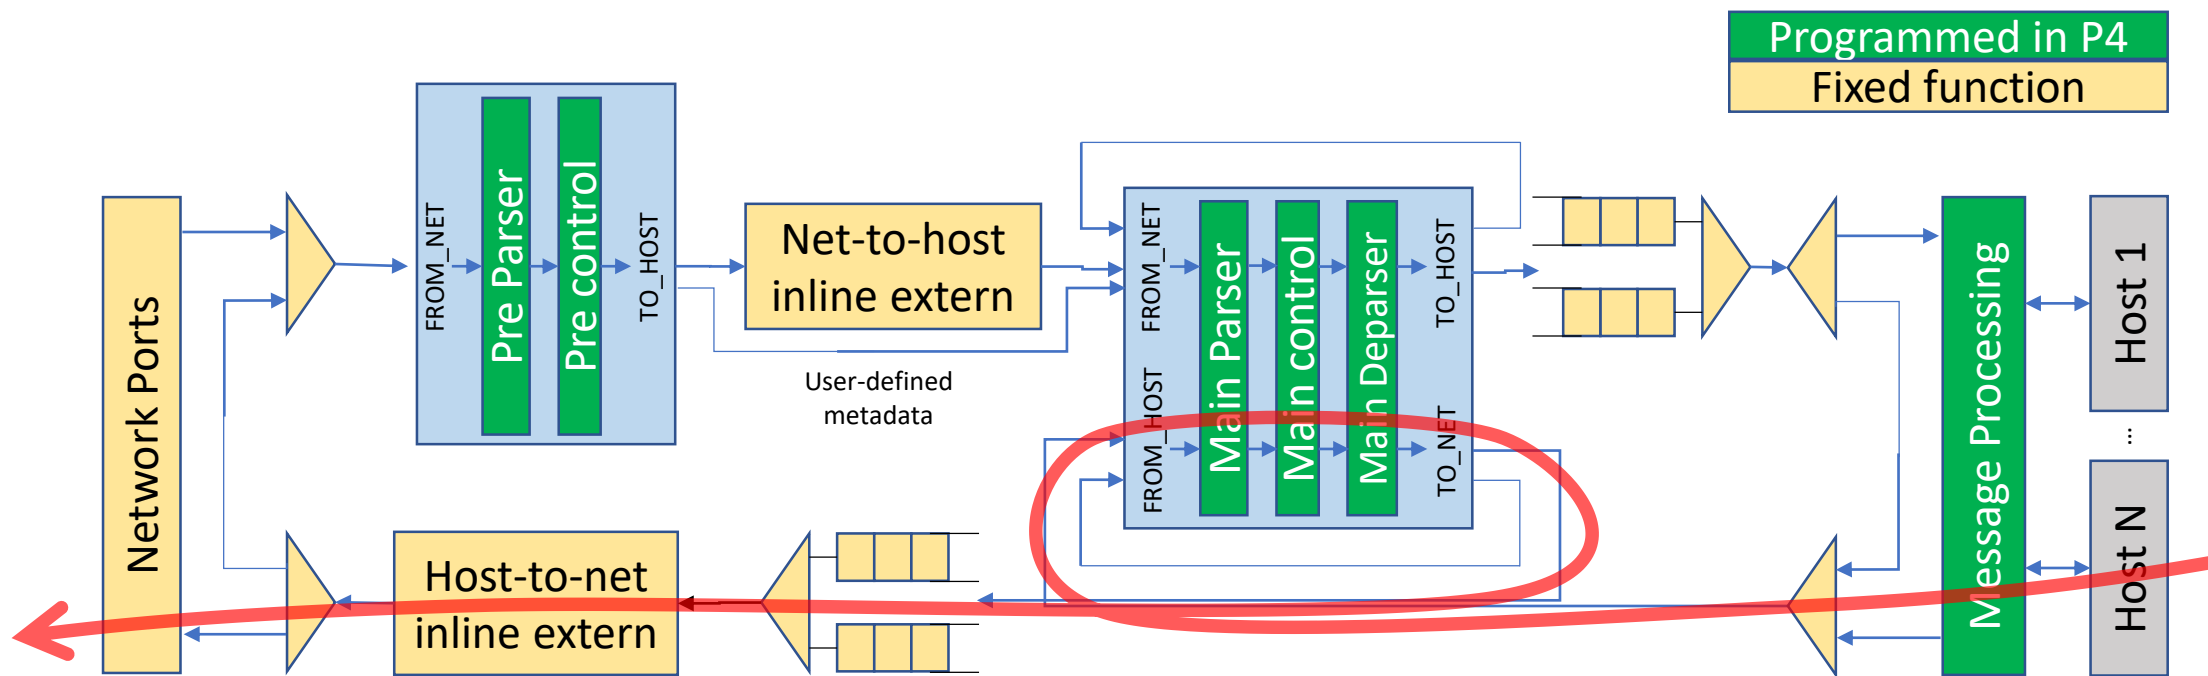 Programmed in P4
Fixed function
Network Ports
FROM_NET
Pre Parser
Pre control
TO_HOST
Net-to-host
inline extern
User-defined
metadata
FROM_NET
FROM_HOST
Main Parser
Main control
Main Deparser
TO_HOST
TO_NET
Host-to-net
inline extern
Message Processing
Host 1
...
Host N